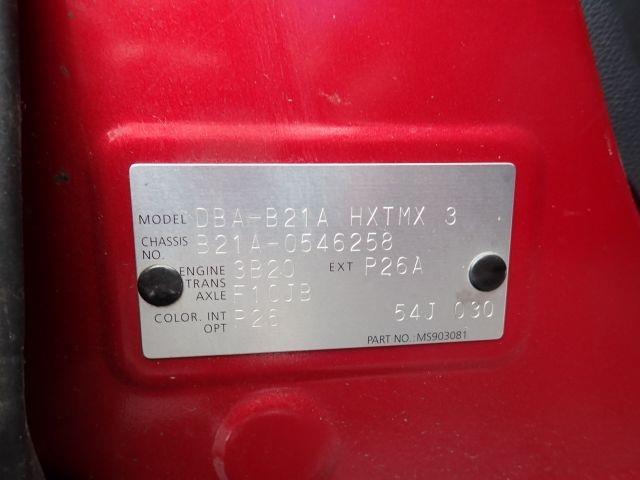 MODEL DBA-B21A HXTMX 3
CHASSIS NO. B21A-0546258
ENGINE 3B20 EXT P26A
TRANS AXLE F1CJB
COLOR. INT OPT P26 54J 030
PART NO.: MS903081